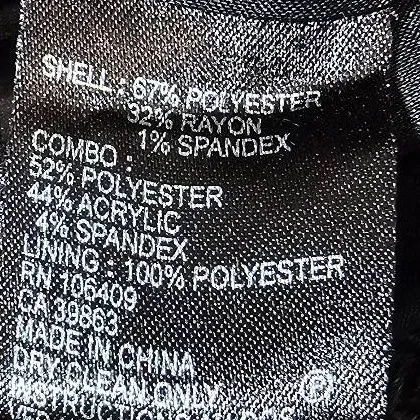 SHELL : 67% POLYESTER
32% RAYON
1% SPANDEX
COMBO :
52% POLYESTER
44% ACRYLIC
4% SPANDEX
LINING : 100% POLYESTER
RN 106409
CA 39863
MADE IN CHINA
DRY CLEAN ONLY
(P)